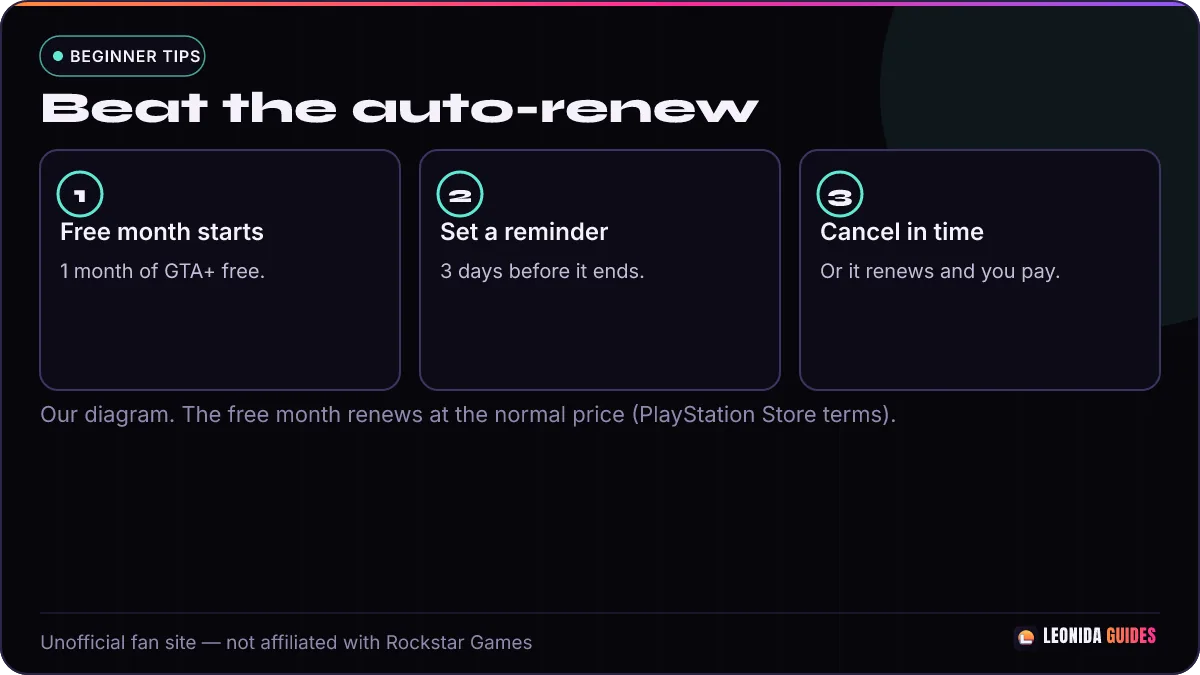 BEGINNER TIPS
Beat the auto-renew
1
Free month starts
1 month of GTA+ free.
2
Set a reminder
3 days before it ends.
3
Cancel in time
Or it renews and you pay.
Our diagram. The free month renews at the normal price (PlayStation Store terms).
Unofficial fan site — not affiliated with Rockstar Games
LEONIDA GUIDES